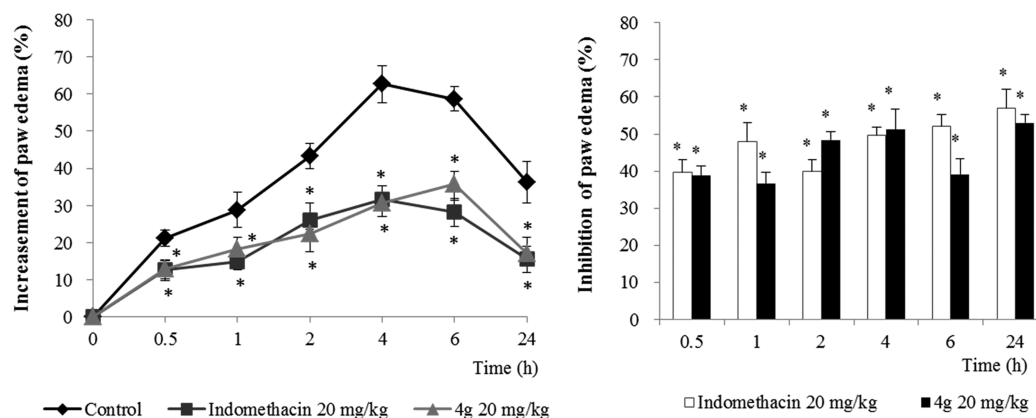 Increasement of paw edema (%)
80
70
60
50
40
30
20
10
0
* * * * * *
* * * * * *
0 0.5 1 2 4 6 24
Time (h)
Control Indomethacin 20 mg/kg 4g 20 mg/kg
Inhibition of paw edema (%)
80
70
60
50
40
30
20
10
0
* * * * * * * * * * * *
0.5 1 2 4 6 24
Time (h)
Indomethacin 20 mg/kg 4g 20 mg/kg